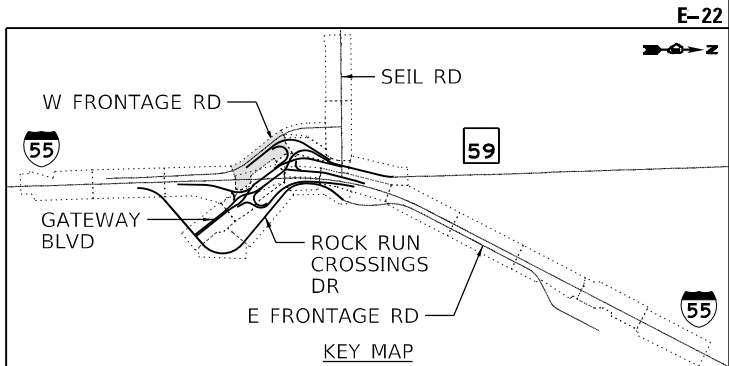 E-22
Z
SEIL RD
W FRONTAGE RD
55
59
GATEWAY
BLVD
ROCK RUN
CROSSINGS
DR
E FRONTAGE RD
55
KEY MAP